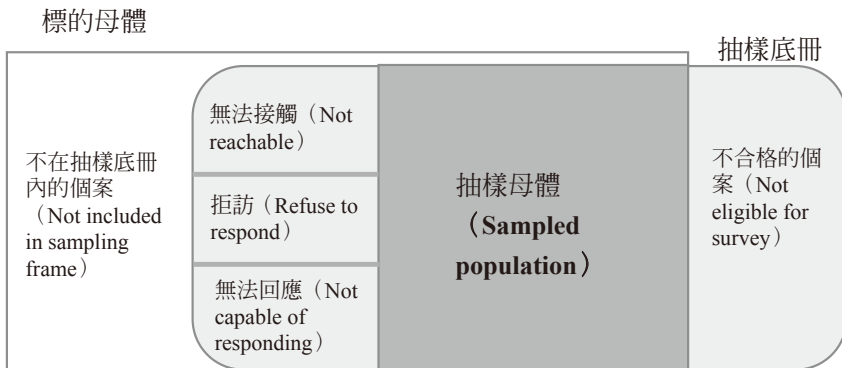 標的母體
抽樣底冊
不在抽樣底冊
內的個案
（Not included
in sampling
frame）
無法接觸（Not
reachable）
拒訪（Refuse to
respond）
無法回應（Not
capable of
responding）
抽樣母體
（Sampled
population）
不合格的個
案（Not
eligible for
survey）